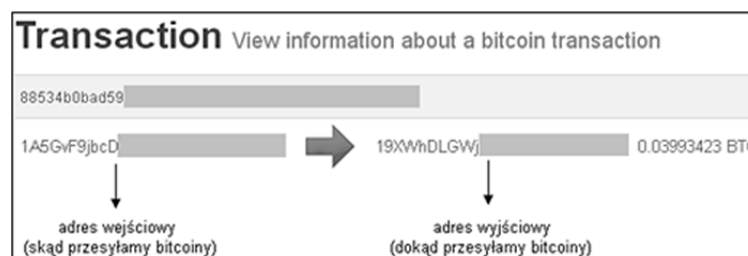 Transaction View information about a bitcoin transaction
88534b0bad59
1A5GvF9jbcD 19XWhDLGWj 0.03993423 BTC
adres wejściowy adres wyjściowy
(skąd przesyłamy bitcoiny) (dokąd przesyłamy bitcoiny)